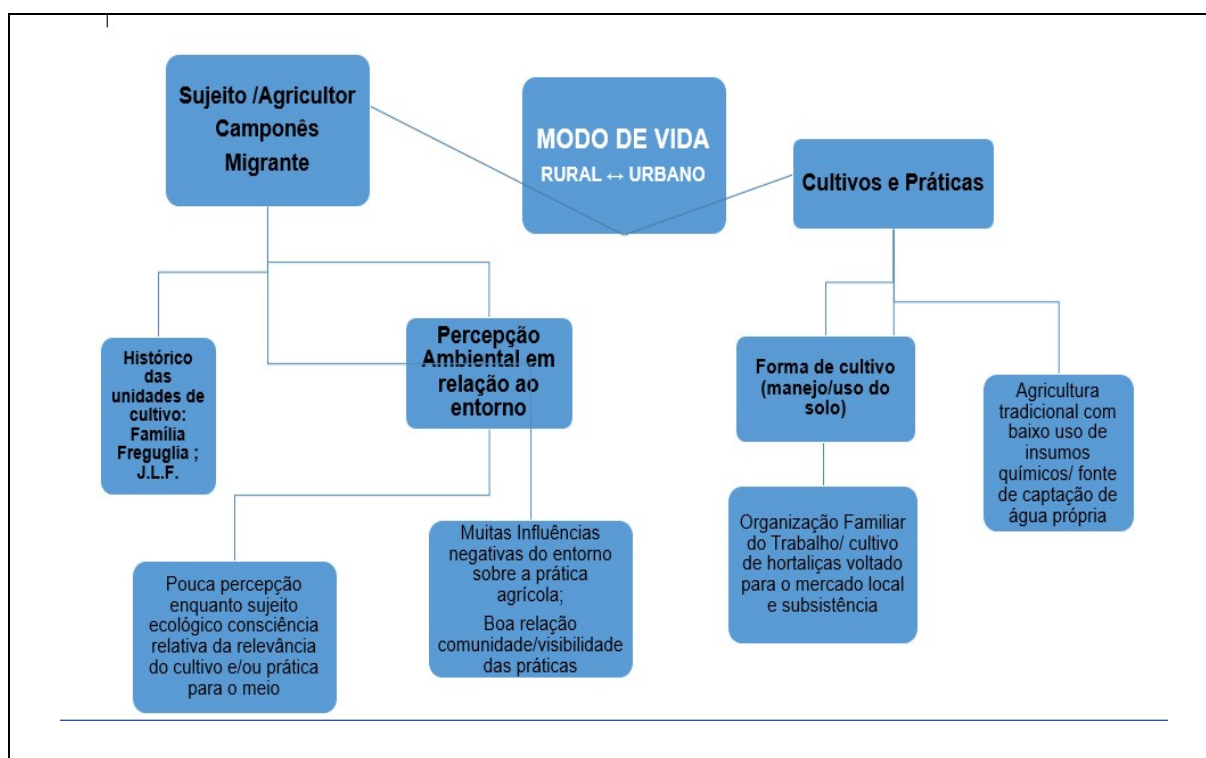 Sujeito /Agricultor
Camponês
Migrante
MODO DE VIDA
RURAL ↔ URBANO
Cultivos e Práticas
Histórico
das
unidades de
cultivo:
Família
Freguglia ;
J.L.F.
Percepção
Ambiental em
relação ao
entorno
Forma de cultivo
(manejo/uso do
solo)
Agricultura
tradicional com
baixo uso de
insumos
químicos/ fonte
de captação de
água própria
Pouca percepção
enquanto sujeito
ecológico consciência
relativa da relevância
do cultivo e/ou prática
para o meio
Muitas Influências
negativas do entorno
sobre a prática
agrícola;
Boa relação
comunidade/visibilidade
das práticas
Organização Familiar
do Trabalho/ cultivo
de hortaliças voltado
para o mercado local
e subsistência